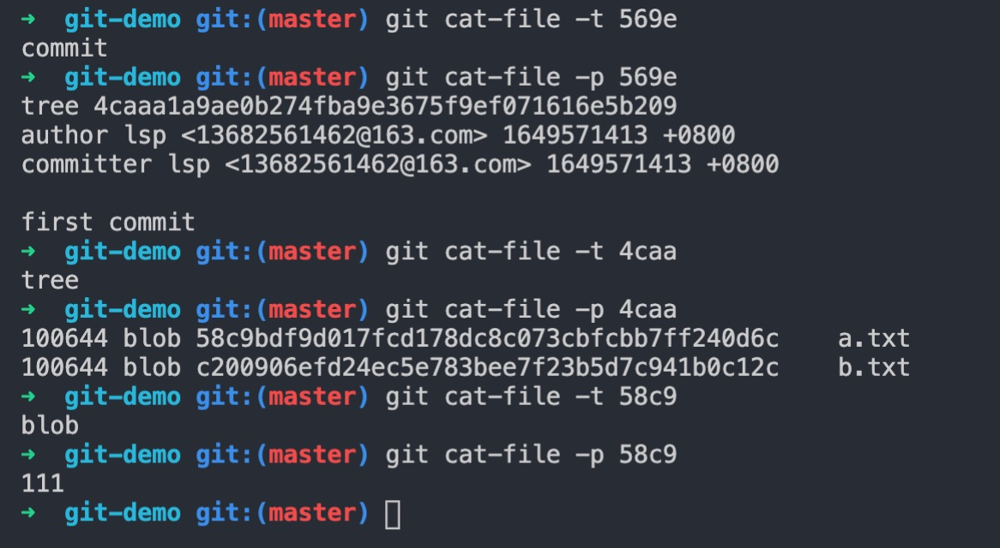 ➜  git-demo git:(master) git cat-file -t 569e
commit
➜  git-demo git:(master) git cat-file -p 569e
tree 4caaa1a9ae0b274fba9e3675f9ef071616e5b209
author lsp <13682561462@163.com> 1649571413 +0800
committer lsp <13682561462@163.com> 1649571413 +0800

first commit
➜  git-demo git:(master) git cat-file -t 4caa
tree
➜  git-demo git:(master) git cat-file -p 4caa
100644 blob 58c9bdf9d017fcd178dc8c073cbfcbb7ff240d6c    a.txt
100644 blob c200906efd24ec5e783bee7f23b5d7c941b0c12c    b.txt
➜  git-demo git:(master) git cat-file -t 58c9
blob
➜  git-demo git:(master) git cat-file -p 58c9
111
➜  git-demo git:(master)